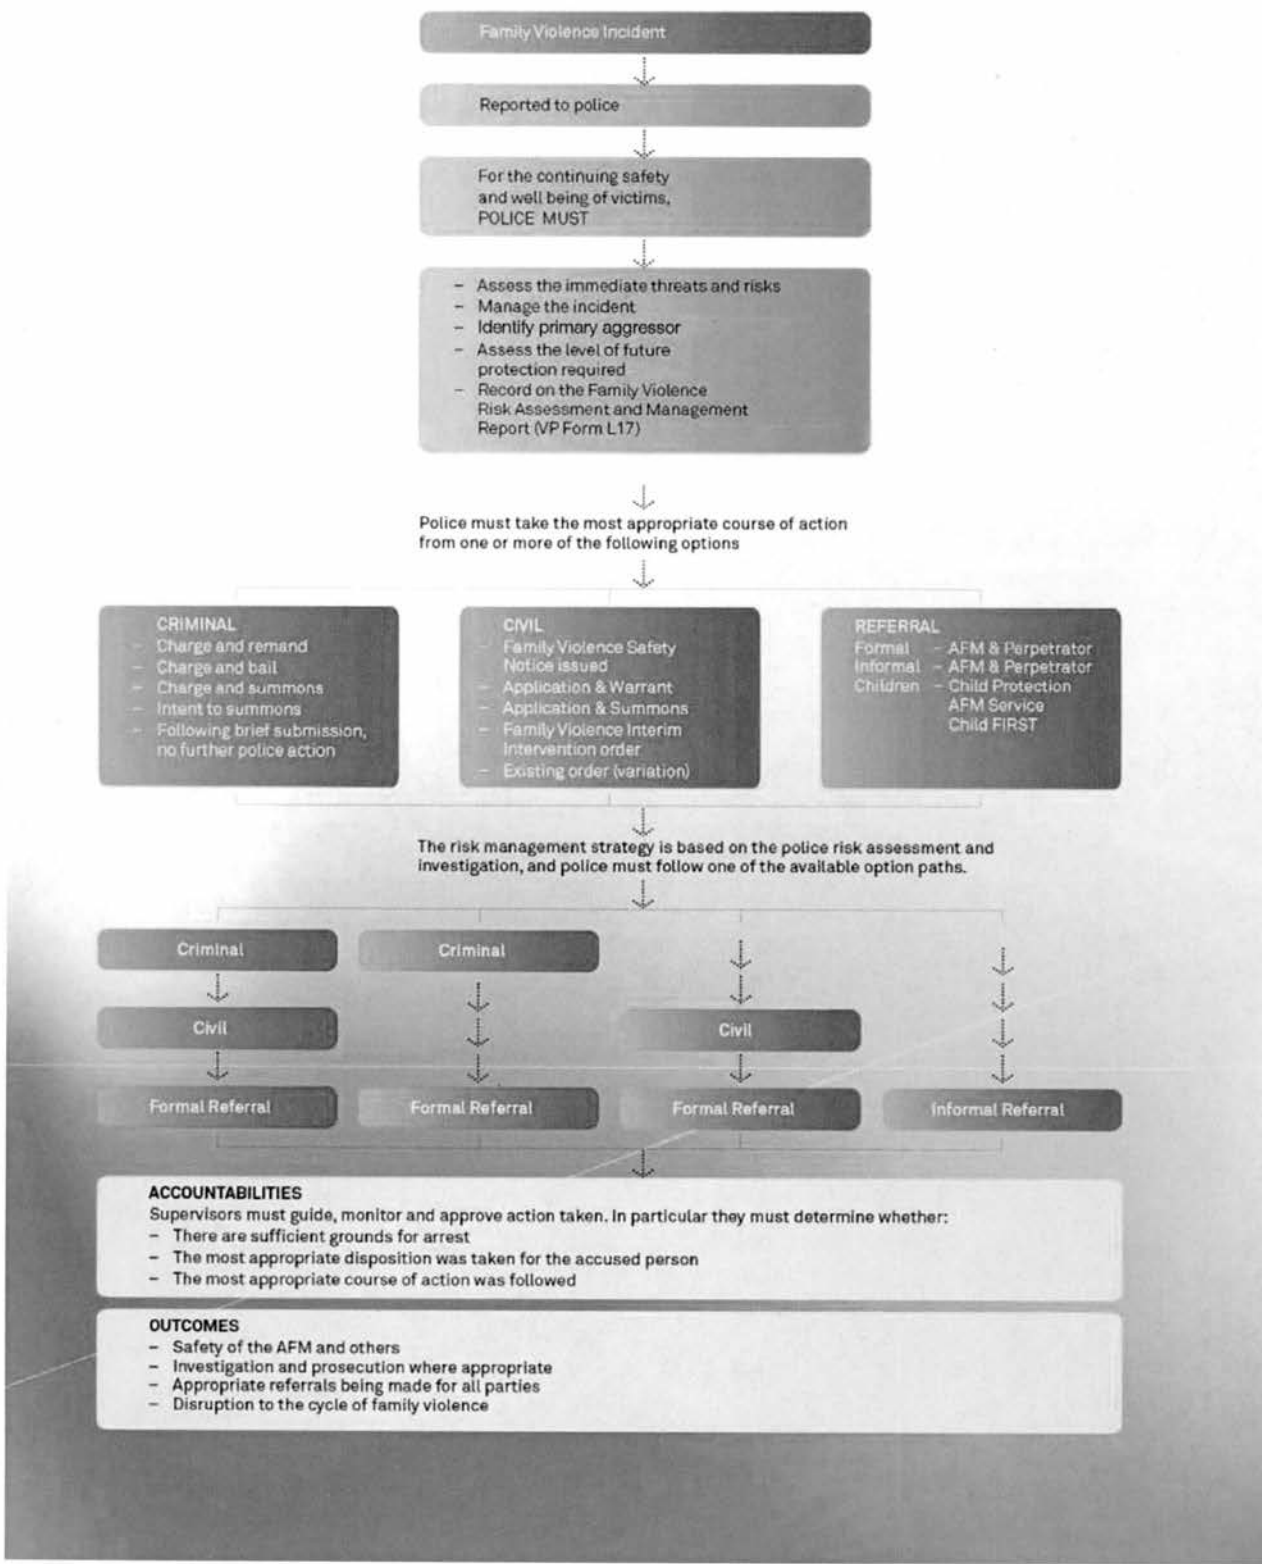 Family Violence Incident
Reported to police
For the continuing safety
and well being of victims,
POLICE MUST
– Assess the immediate threats and risks
– Manage the incident
– Identify primary aggressor
– Assess the level of future
protection required
– Record on the Family Violence
Risk Assessment and Management
Report (VP Form L17)
Police must take the most appropriate course of action
from one or more of the following options
CRIMINAL
– Charge and remand
– Charge and bail
– Charge and summons
– Intent to summons
– Following brief submission,
no further police action
CIVIL
– Family Violence Safety
Notice issued
– Application & Warrant
– Application & Summons
– Family Violence Interim
Intervention order
– Existing order (variation)
REFERRAL
Formal – AFM & Perpetrator
Informal – AFM & Perpetrator
Children – Child Protection
AFM Service
Child FIRST
The risk management strategy is based on the police risk assessment and
investigation, and police must follow one of the available option paths.
Criminal Criminal
Civil Civil
Formal Referral Formal Referral Formal Referral Informal Referral
ACCOUNTABILITIES
Supervisors must guide, monitor and approve action taken. In particular they must determine whether:
– There are sufficient grounds for arrest
– The most appropriate disposition was taken for the accused person
– The most appropriate course of action was followed
OUTCOMES
– Safety of the AFM and others
– Investigation and prosecution where appropriate
– Appropriate referrals being made for all parties
– Disruption to the cycle of family violence